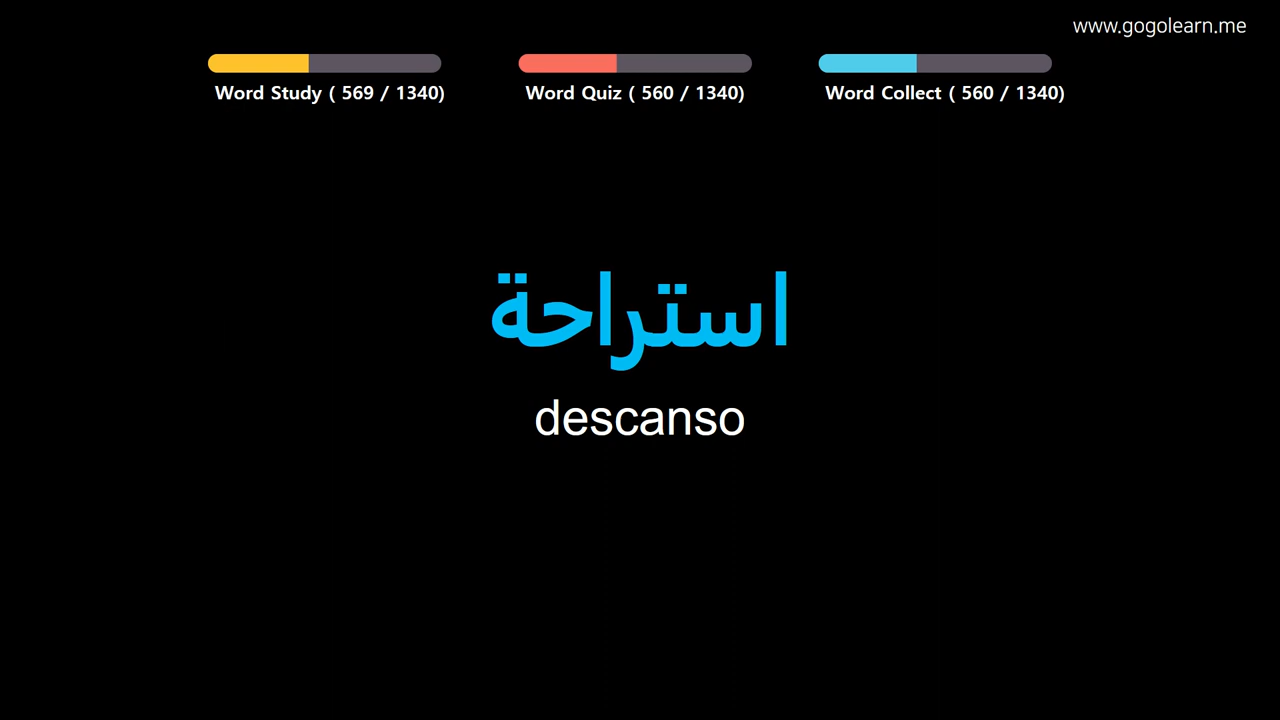 www.gogolearn.me
Word Study ( 569 / 1340)
Word Quiz ( 560 / 1340)
Word Collect ( 560 / 1340)
استراحة
descanso